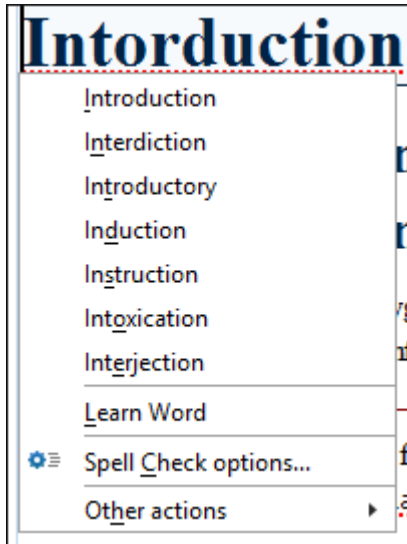 Intorduction
Introduction
Interdiction
Introductory
Induction
Instruction
Intoxication
Interjection
Learn Word
Spell Check options...
Other actions